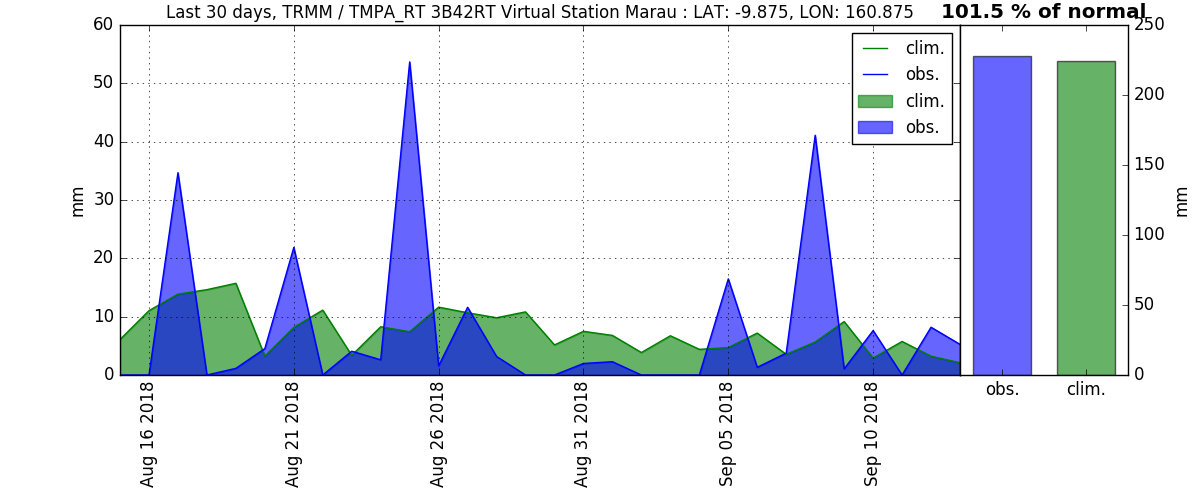 Last 30 days, TRMM / TMPA_RT 3B42RT Virtual Station Marau : LAT: -9.875, LON: 160.875
101.5 % of normal
60
50
40
30
20
10
0
mm
clim.
obs.
clim.
obs.
Aug 16 2018
Aug 21 2018
Aug 26 2018
Aug 31 2018
Sep 05 2018
Sep 10 2018
250
200
150
100
50
0
mm
obs.
clim.